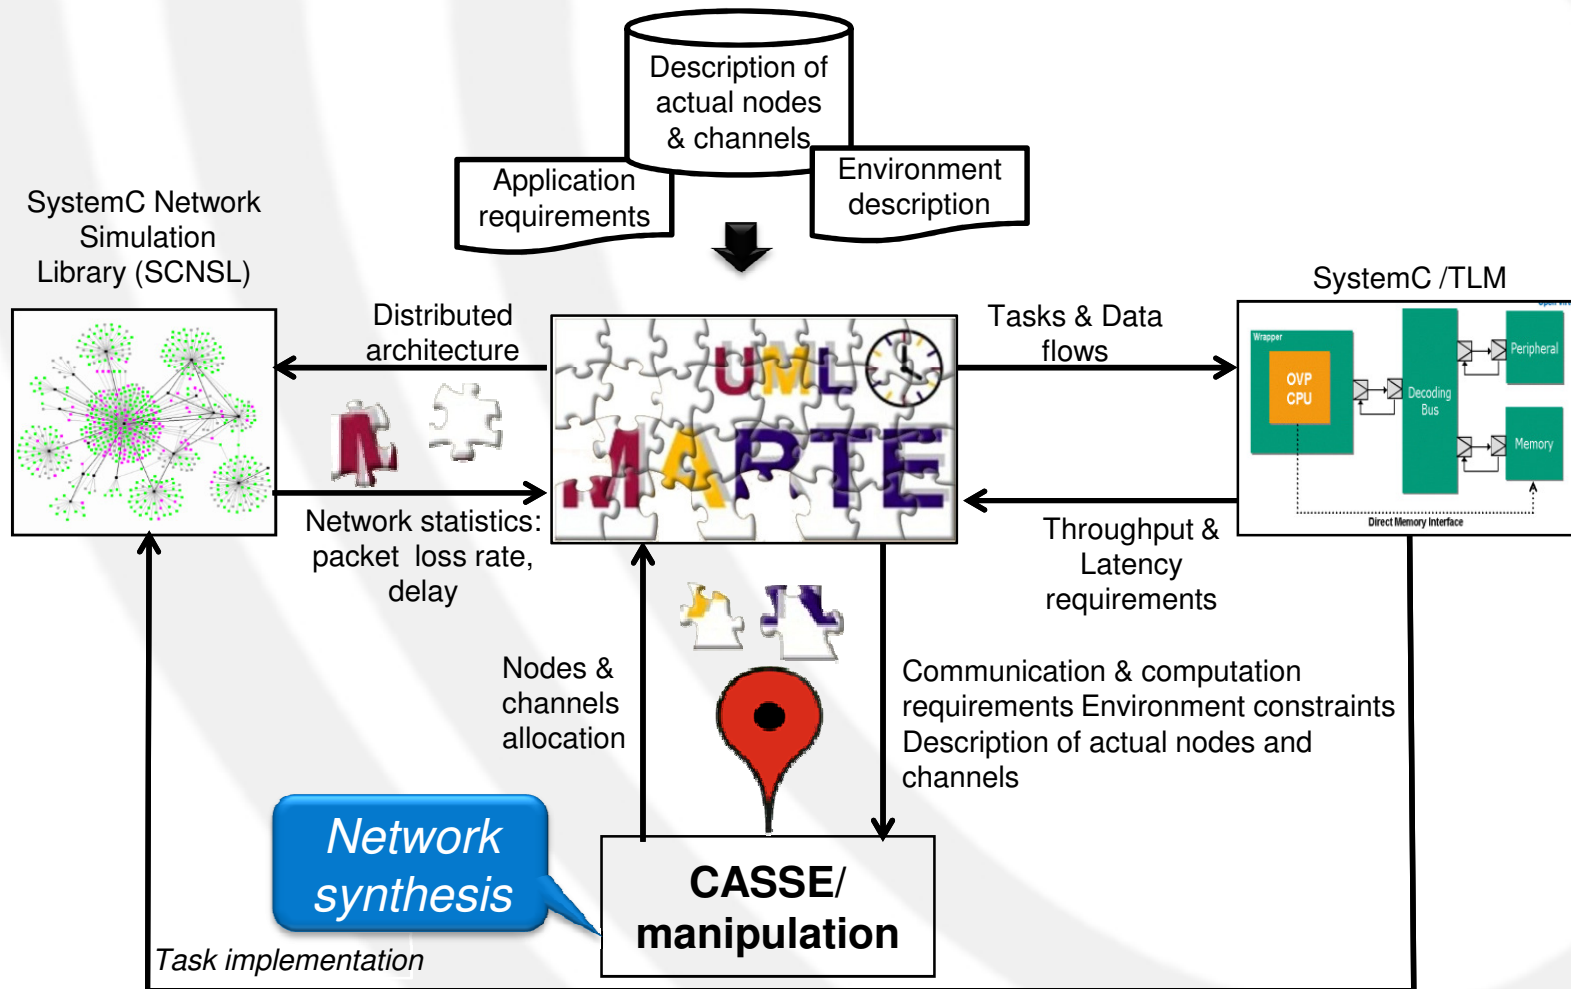 Description of
actual nodes
& channels
Application
requirements
Environment
description
SystemC Network
Simulation
Library (SCNSL)
SystemC /TLM
Distributed
architecture
UML
MARTE
Tasks & Data
flows
Wrapper
OVP
CPU
Decoding
Bus
Peripheral
Memory
Direct Memory Interface
Network statistics:
packet loss rate,
delay
Throughput &
Latency
requirements
Nodes &
channels
allocation
Communication & computation
requirements Environment constraints
Description of actual nodes and
channels
Network
synthesis
CASSE/
manipulation
Task implementation